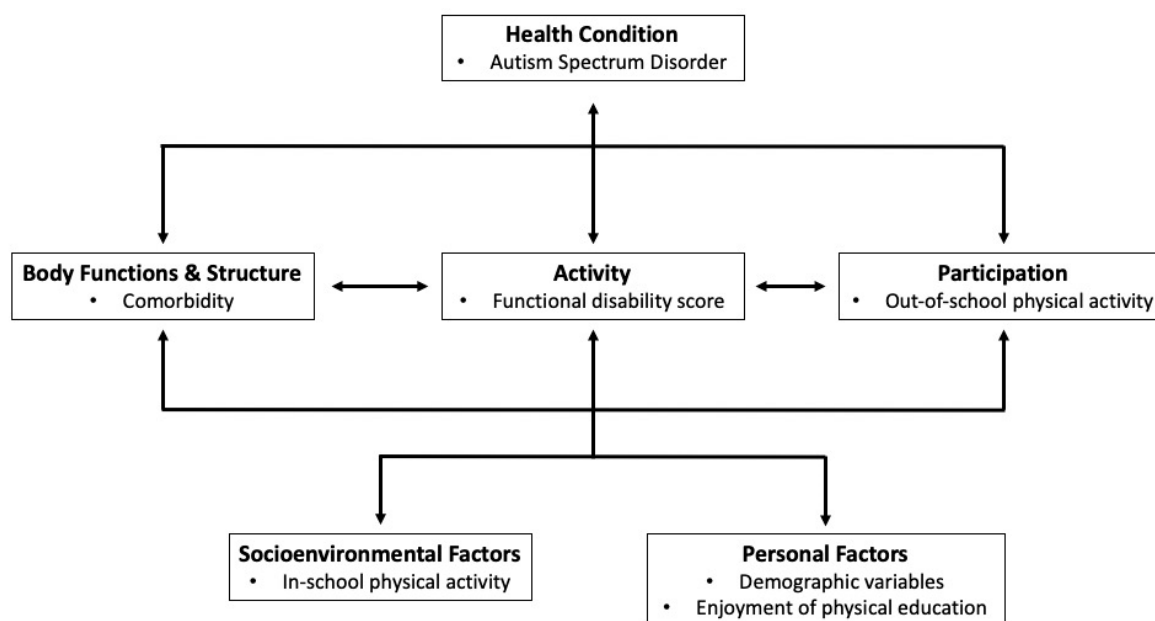 Health Condition
• Autism Spectrum Disorder
Body Functions & Structure
• Comorbidity
Activity
• Functional disability score
Participation
• Out-of-school physical activity
Socioenvironmental Factors
• In-school physical activity
Personal Factors
• Demographic variables
• Enjoyment of physical education